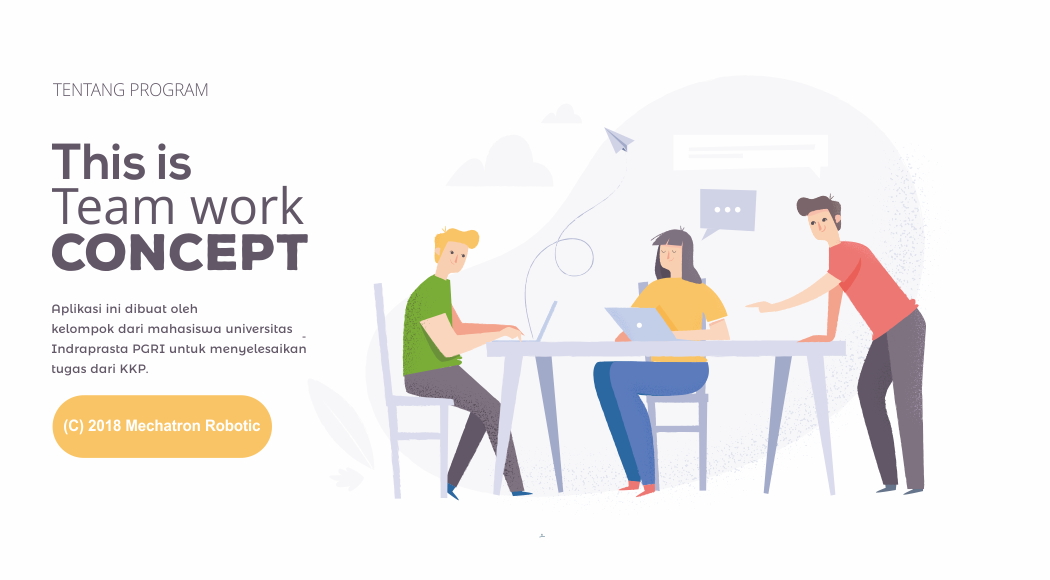 TENTANG PROGRAM
This is
Team work
CONCEPT
Aplikasi ini dibuat oleh
kelompok dari mahasiswa universitas
Indraprasta PGRI untuk menyelesaikan
tugas dari KKP.
(C) 2018 Mechatron Robotic